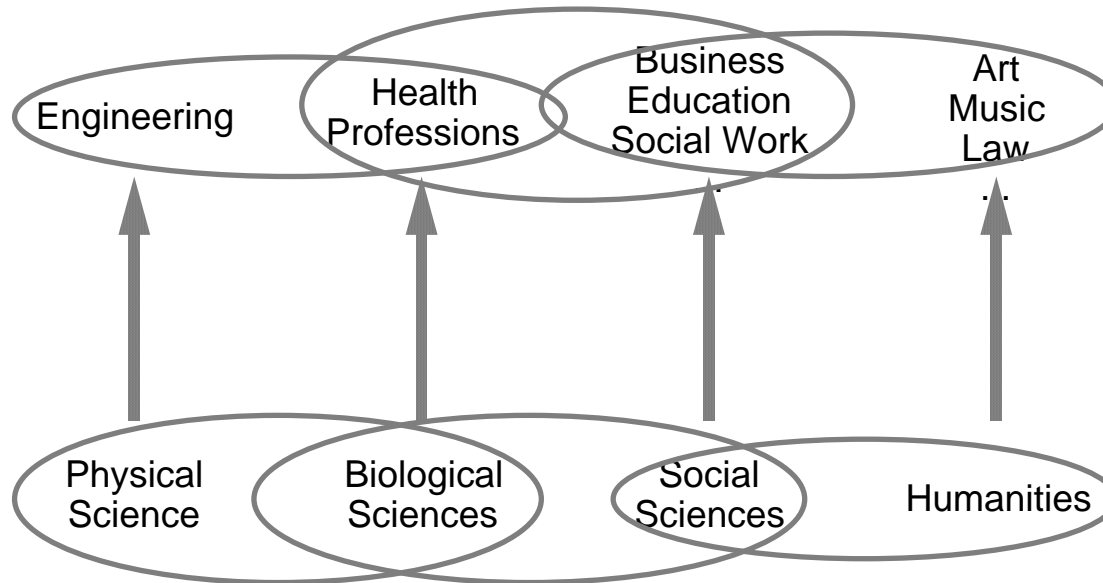 Engineering
Health
Professions
Business
Education
Social Work
.
Art
Music
Law
...
Physical
Science
Biological
Sciences
Social
Sciences
Humanities